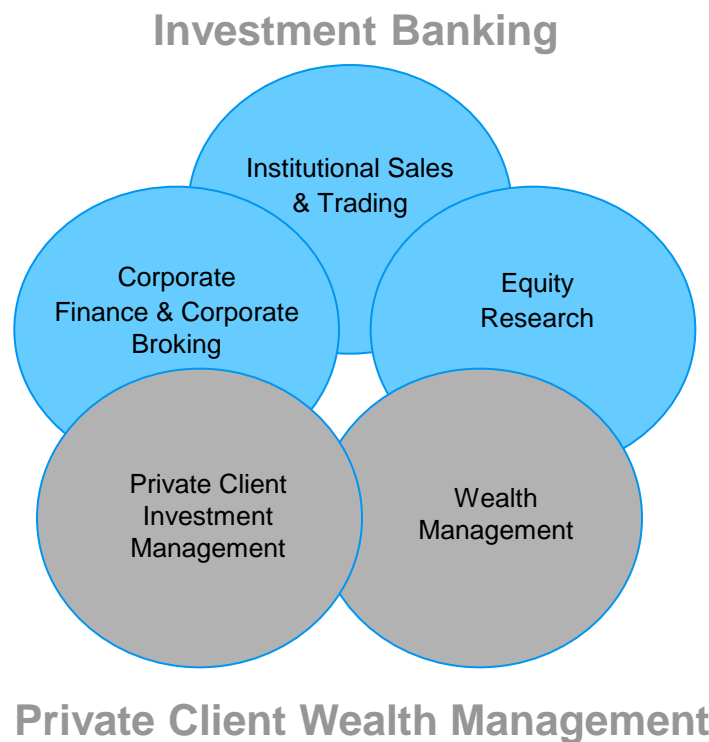 Investment Banking
Institutional Sales
& Trading
Corporate
Finance & Corporate
Broking
Equity
Research
Private Client
Investment
Management
Wealth
Management
Private Client Wealth Management